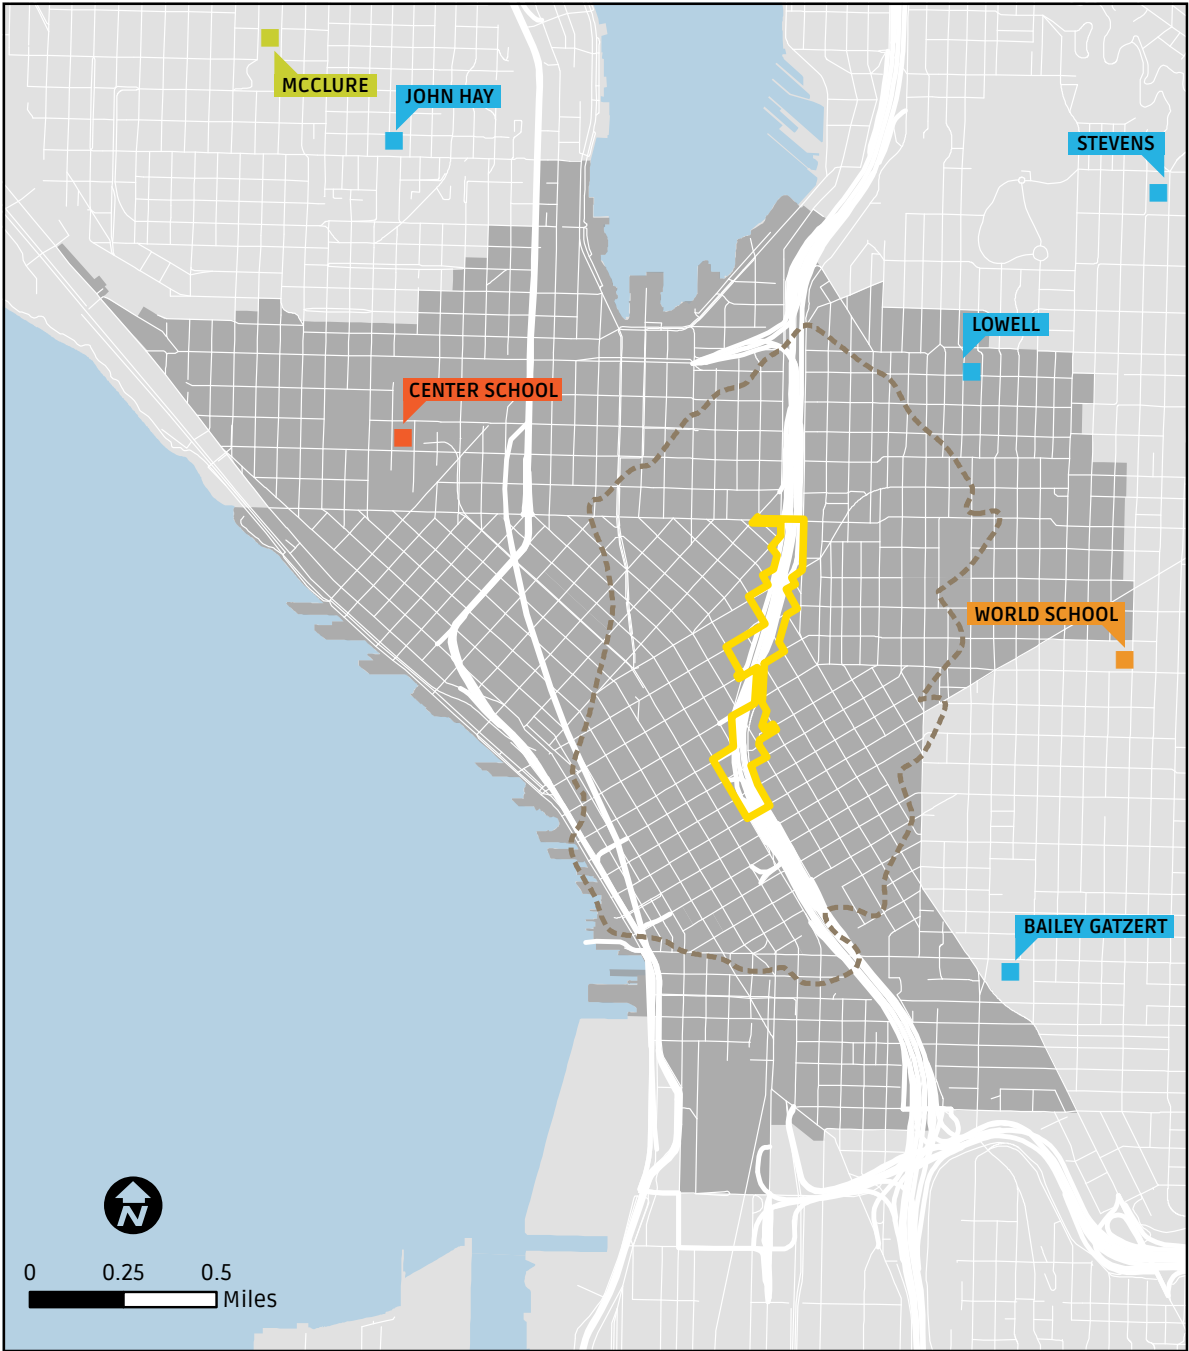 MCCLURE
JOHN HAY
STEVENS
LOWELL
CENTER SCHOOL
WORLD SCHOOL
BAILEY GATZERT
N
0 0.25 0.5
Miles